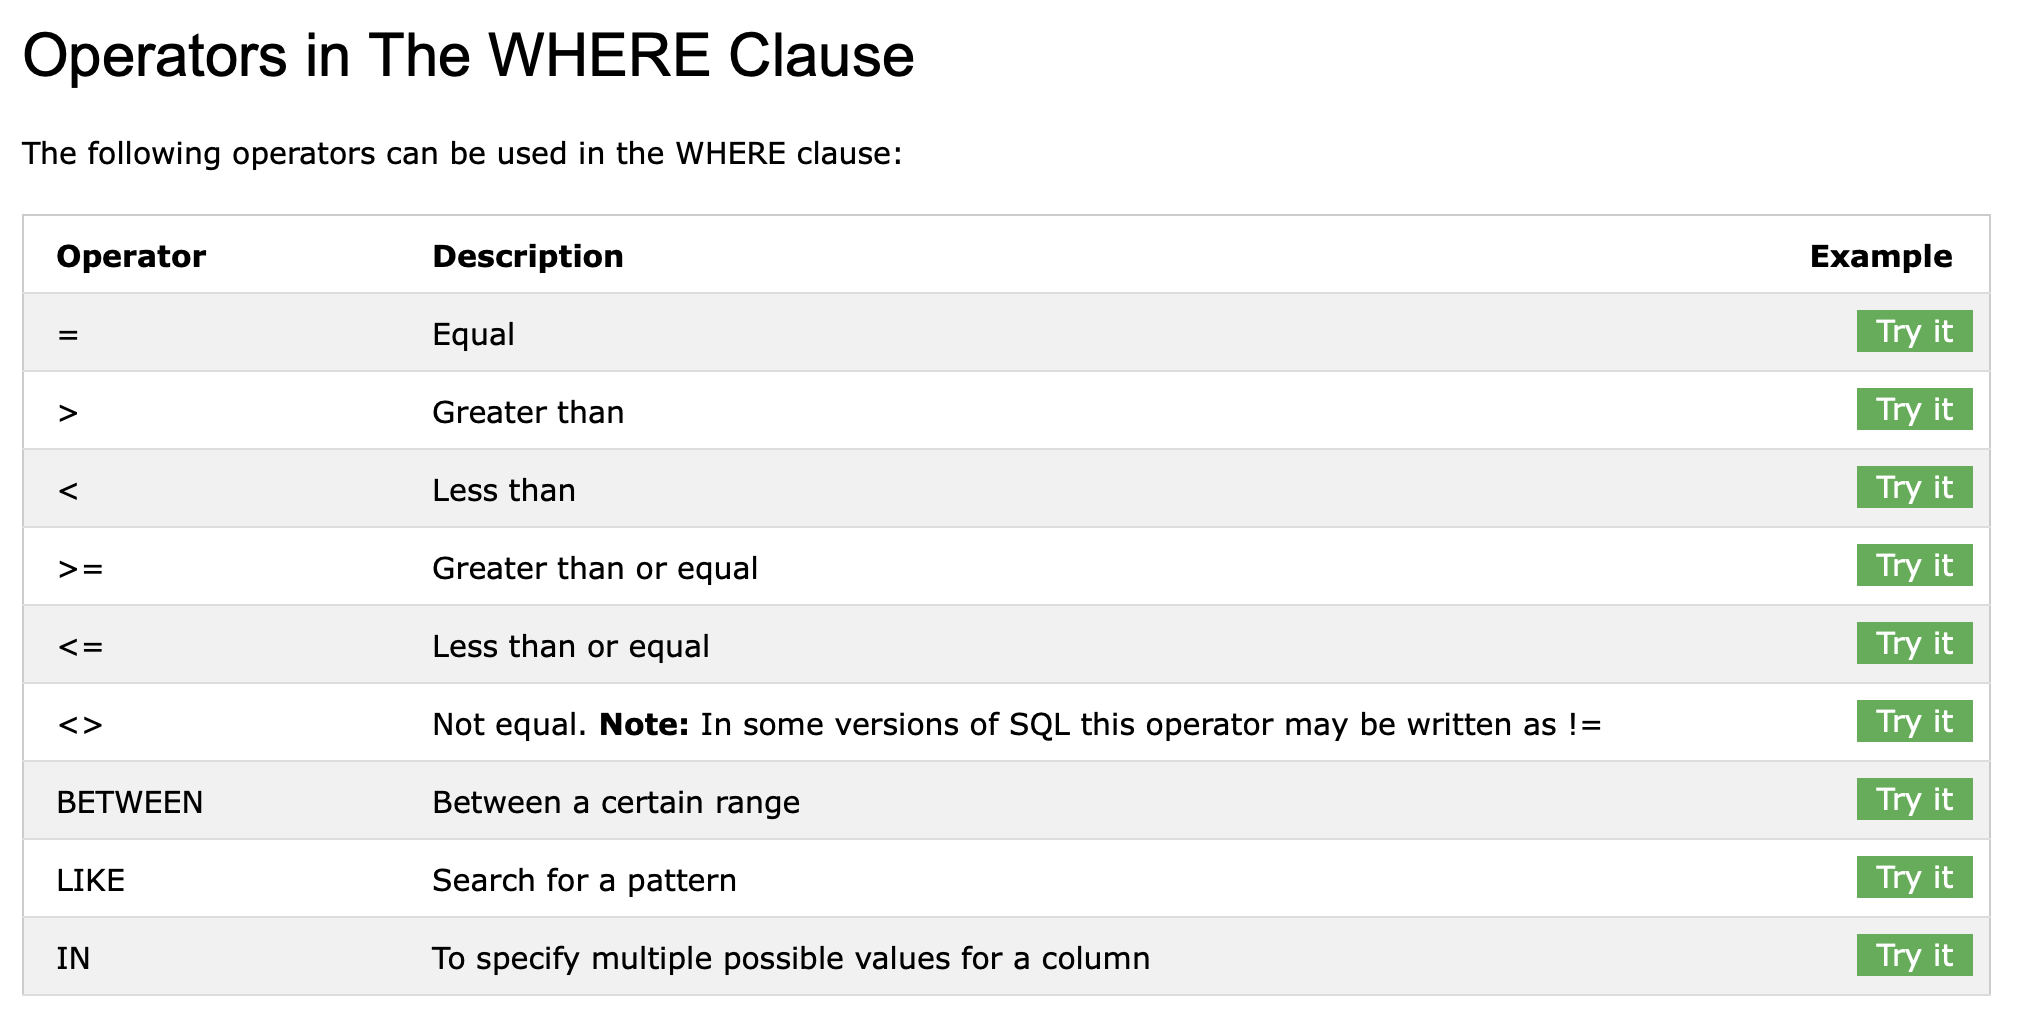 Operators in The WHERE Clause
The following operators can be used in the WHERE clause:
Operator Description Example
= Equal Try it
> Greater than Try it
< Less than Try it
>= Greater than or equal Try it
<= Less than or equal Try it
<> Not equal. Note: In some versions of SQL this operator may be written as != Try it
BETWEEN Between a certain range Try it
LIKE Search for a pattern Try it
IN To specify multiple possible values for a column Try it